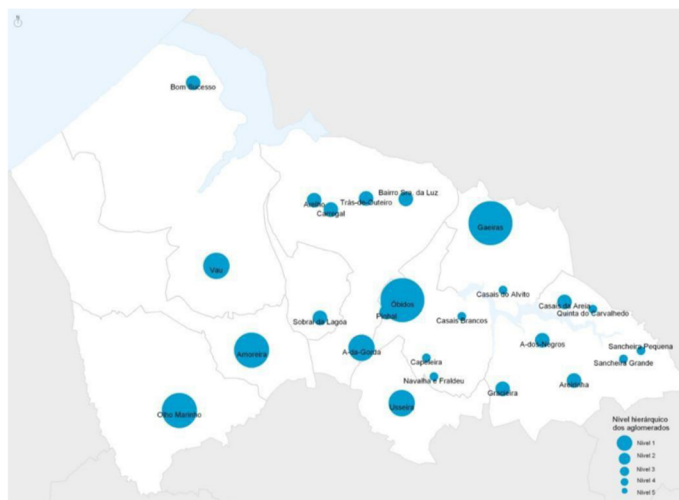 N
Bom Sucesso
Bairro Sra. da Luz
Arelho
Trás-do-Outeiro
Carregal
Gaeiras
Vau
Casais do Alvito
Óbidos
Casais da Areia
Quinta do Carvalhedo
Pinhal
Casais Brancos
Sobral da Lagoa
A-dos Negros
Sancheira Pequena
Amoreira
A-da-Gorda
Capeleira
Sancheira Grande
Navalha e Fraldeu
Areirinha
Gracieira
Usseira
Olho Marinho
Nível hierárquico
dos aglomerados
Nível 1
Nível 2
Nível 3
Nível 4
Nível 5